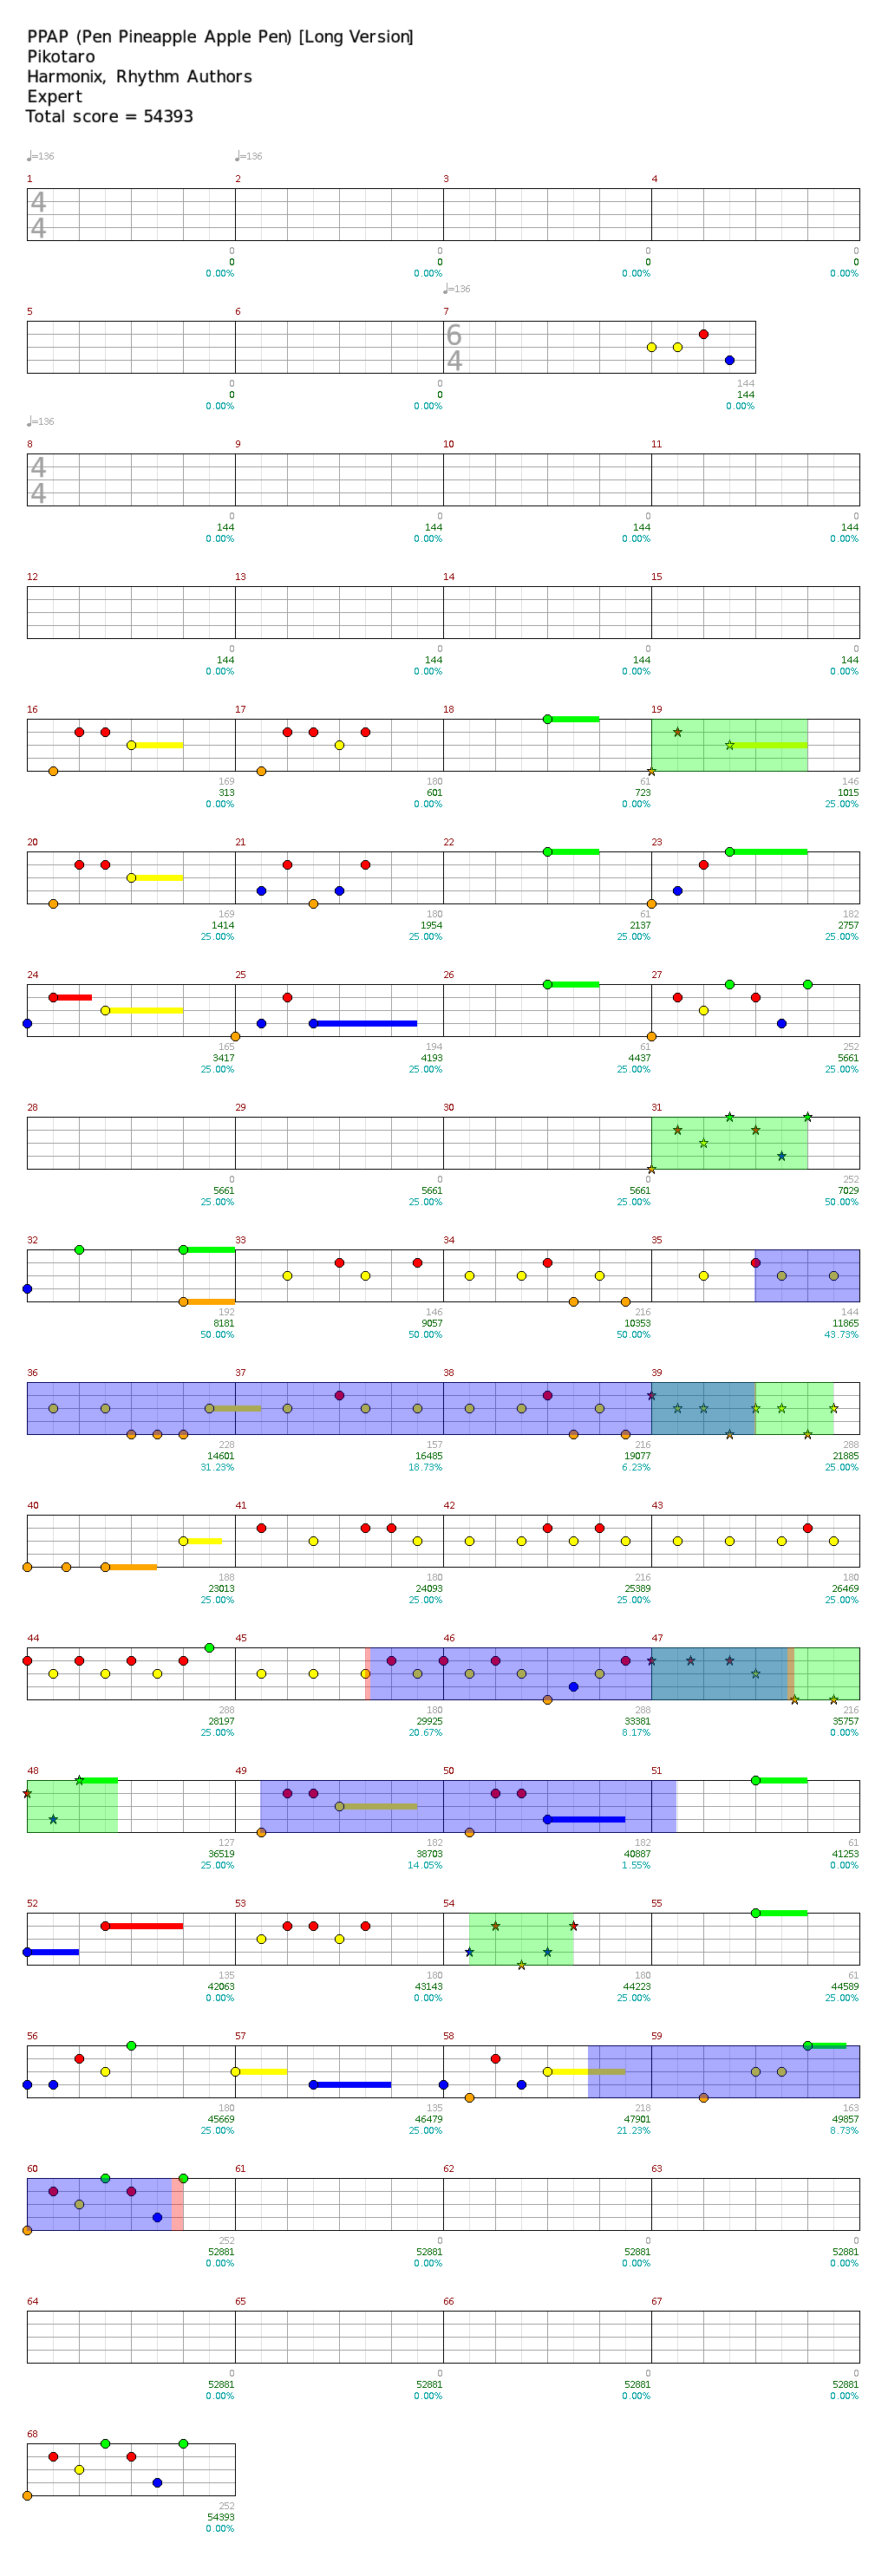 PPAP (Pen Pineapple Apple Pen) [Long Version]
Pikotaro
Harmonix, Rhythm Authors
Expert
Total score = 54393
♩=136 ♩=136
1 2 3 4
4
4
0 0 0 0
0 0 0 0
0.00% 0.00% 0.00% 0.00%
♩=136
5 6 7
6
4
0 0 144
0 0 144
0.00% 0.00% 0.00%
♩=136
8 9 10 11
4
4
0 0 0 0
144 144 144 144
0.00% 0.00% 0.00% 0.00%
12 13 14 15
0 0 0 0
144 144 144 144
0.00% 0.00% 0.00% 0.00%
16 17 18 19
169 180 61 146
313 601 723 1015
0.00% 0.00% 0.00% 25.00%
20 21 22 23
169 180 61 182
1414 1954 2137 2757
25.00% 25.00% 25.00% 25.00%
24 25 26 27
165 194 61 252
3417 4193 4437 5661
25.00% 25.00% 25.00% 25.00%
28 29 30 31
0 0 0 252
5661 5661 5661 7029
25.00% 25.00% 25.00% 50.00%
32 33 34 35
192 146 216 144
8181 9057 10353 11865
50.00% 50.00% 50.00% 43.73%
36 37 38 39
228 157 216 288
14601 16485 19077 21885
31.23% 18.73% 6.23% 25.00%
40 41 42 43
188 180 216 180
23013 24093 25389 26469
25.00% 25.00% 25.00% 25.00%
44 45 46 47
288 180 288 216
28197 29925 33381 35757
25.00% 20.67% 8.17% 0.00%
48 49 50 51
127 182 182 61
36519 38703 40887 41253
25.00% 14.05% 1.55% 0.00%
52 53 54 55
135 180 180 61
42063 43143 44223 44589
0.00% 0.00% 25.00% 25.00%
56 57 58 59
180 135 218 163
45669 46479 47901 49857
25.00% 25.00% 21.23% 8.73%
60 61 62 63
252 0 0 0
52881 52881 52881 52881
0.00% 0.00% 0.00% 0.00%
64 65 66 67
0 0 0 0
52881 52881 52881 52881
0.00% 0.00% 0.00% 0.00%
68
252
54393
0.00%